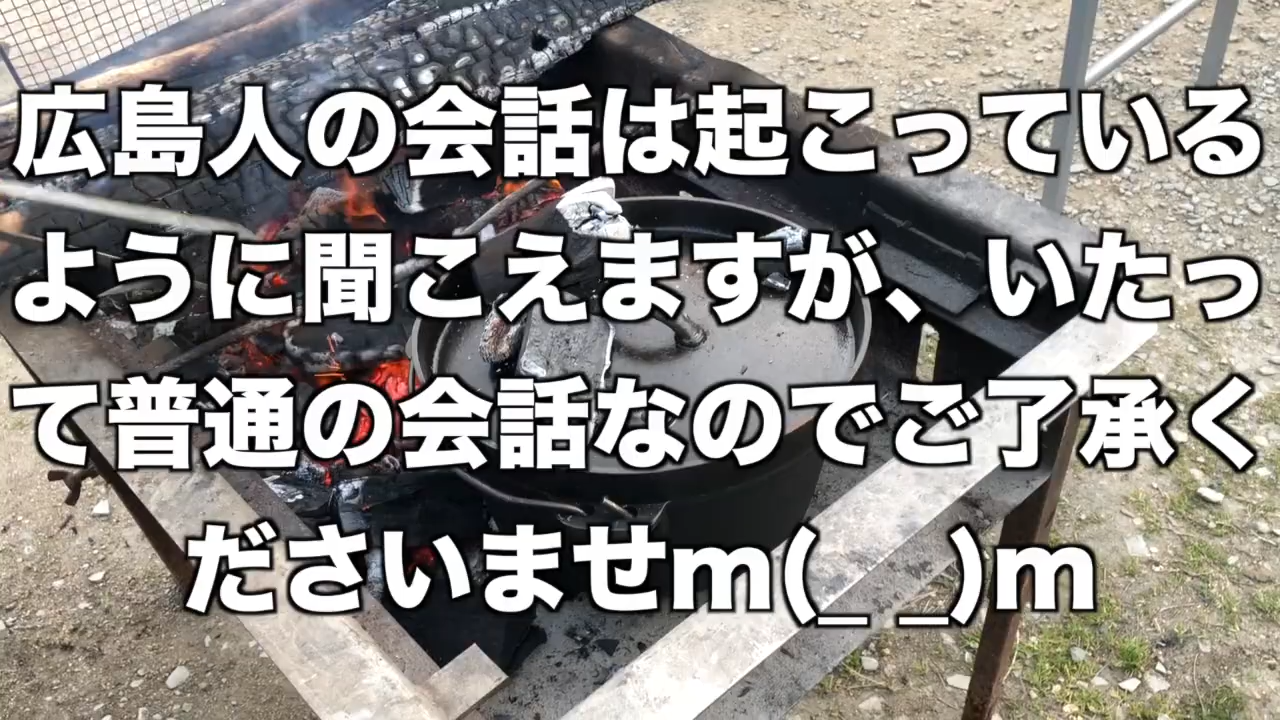 広島人の会話は起こっている
ように聞こえますが、いたっ
て普通の会話なのでご了承く
ださいませm(_ _)m